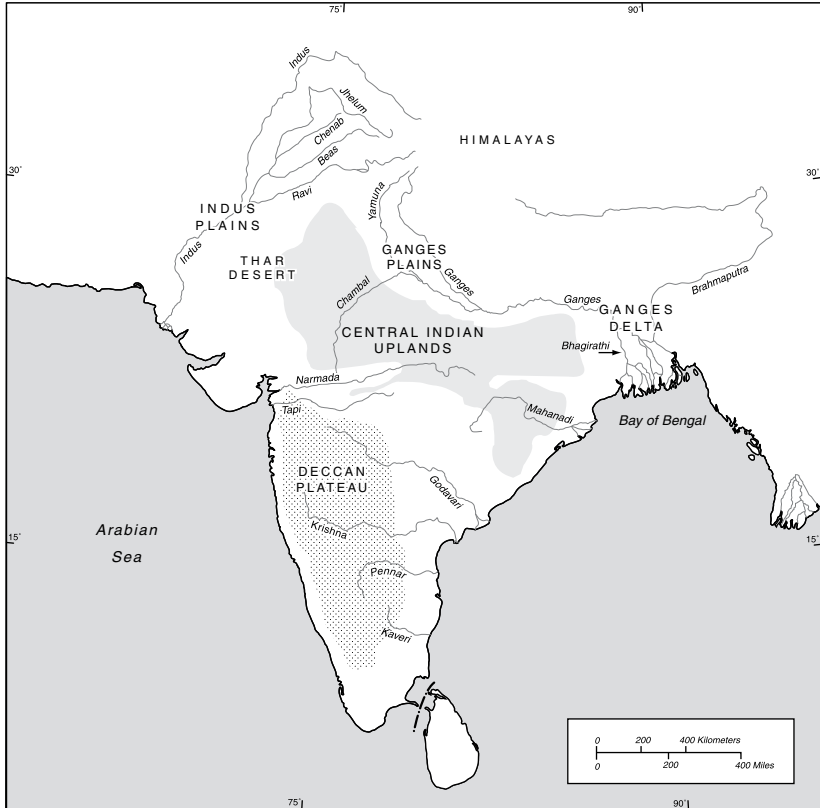 75°
90°
Indus
Jhelum
Chenab
Beas
HIMALAYAS
30°
30°
Ravi
Yamuna
INDUS
PLAINS
Indus
THAR
DESERT
GANGES
PLAINS
Ganges
Chambal
Brahmaputra
Ganges
GANGES
DELTA
CENTRAL INDIAN
UPLANDS
Bhagirathi
Narmada
Tapi
Mahanadi
Bay of Bengal
DECCAN
PLATEAU
Godavari
Arabian
Sea
Krishna
15°
15°
Pennar
Kaveri
0 200 400 Kilometers
0 200 400 Miles
75°
90°